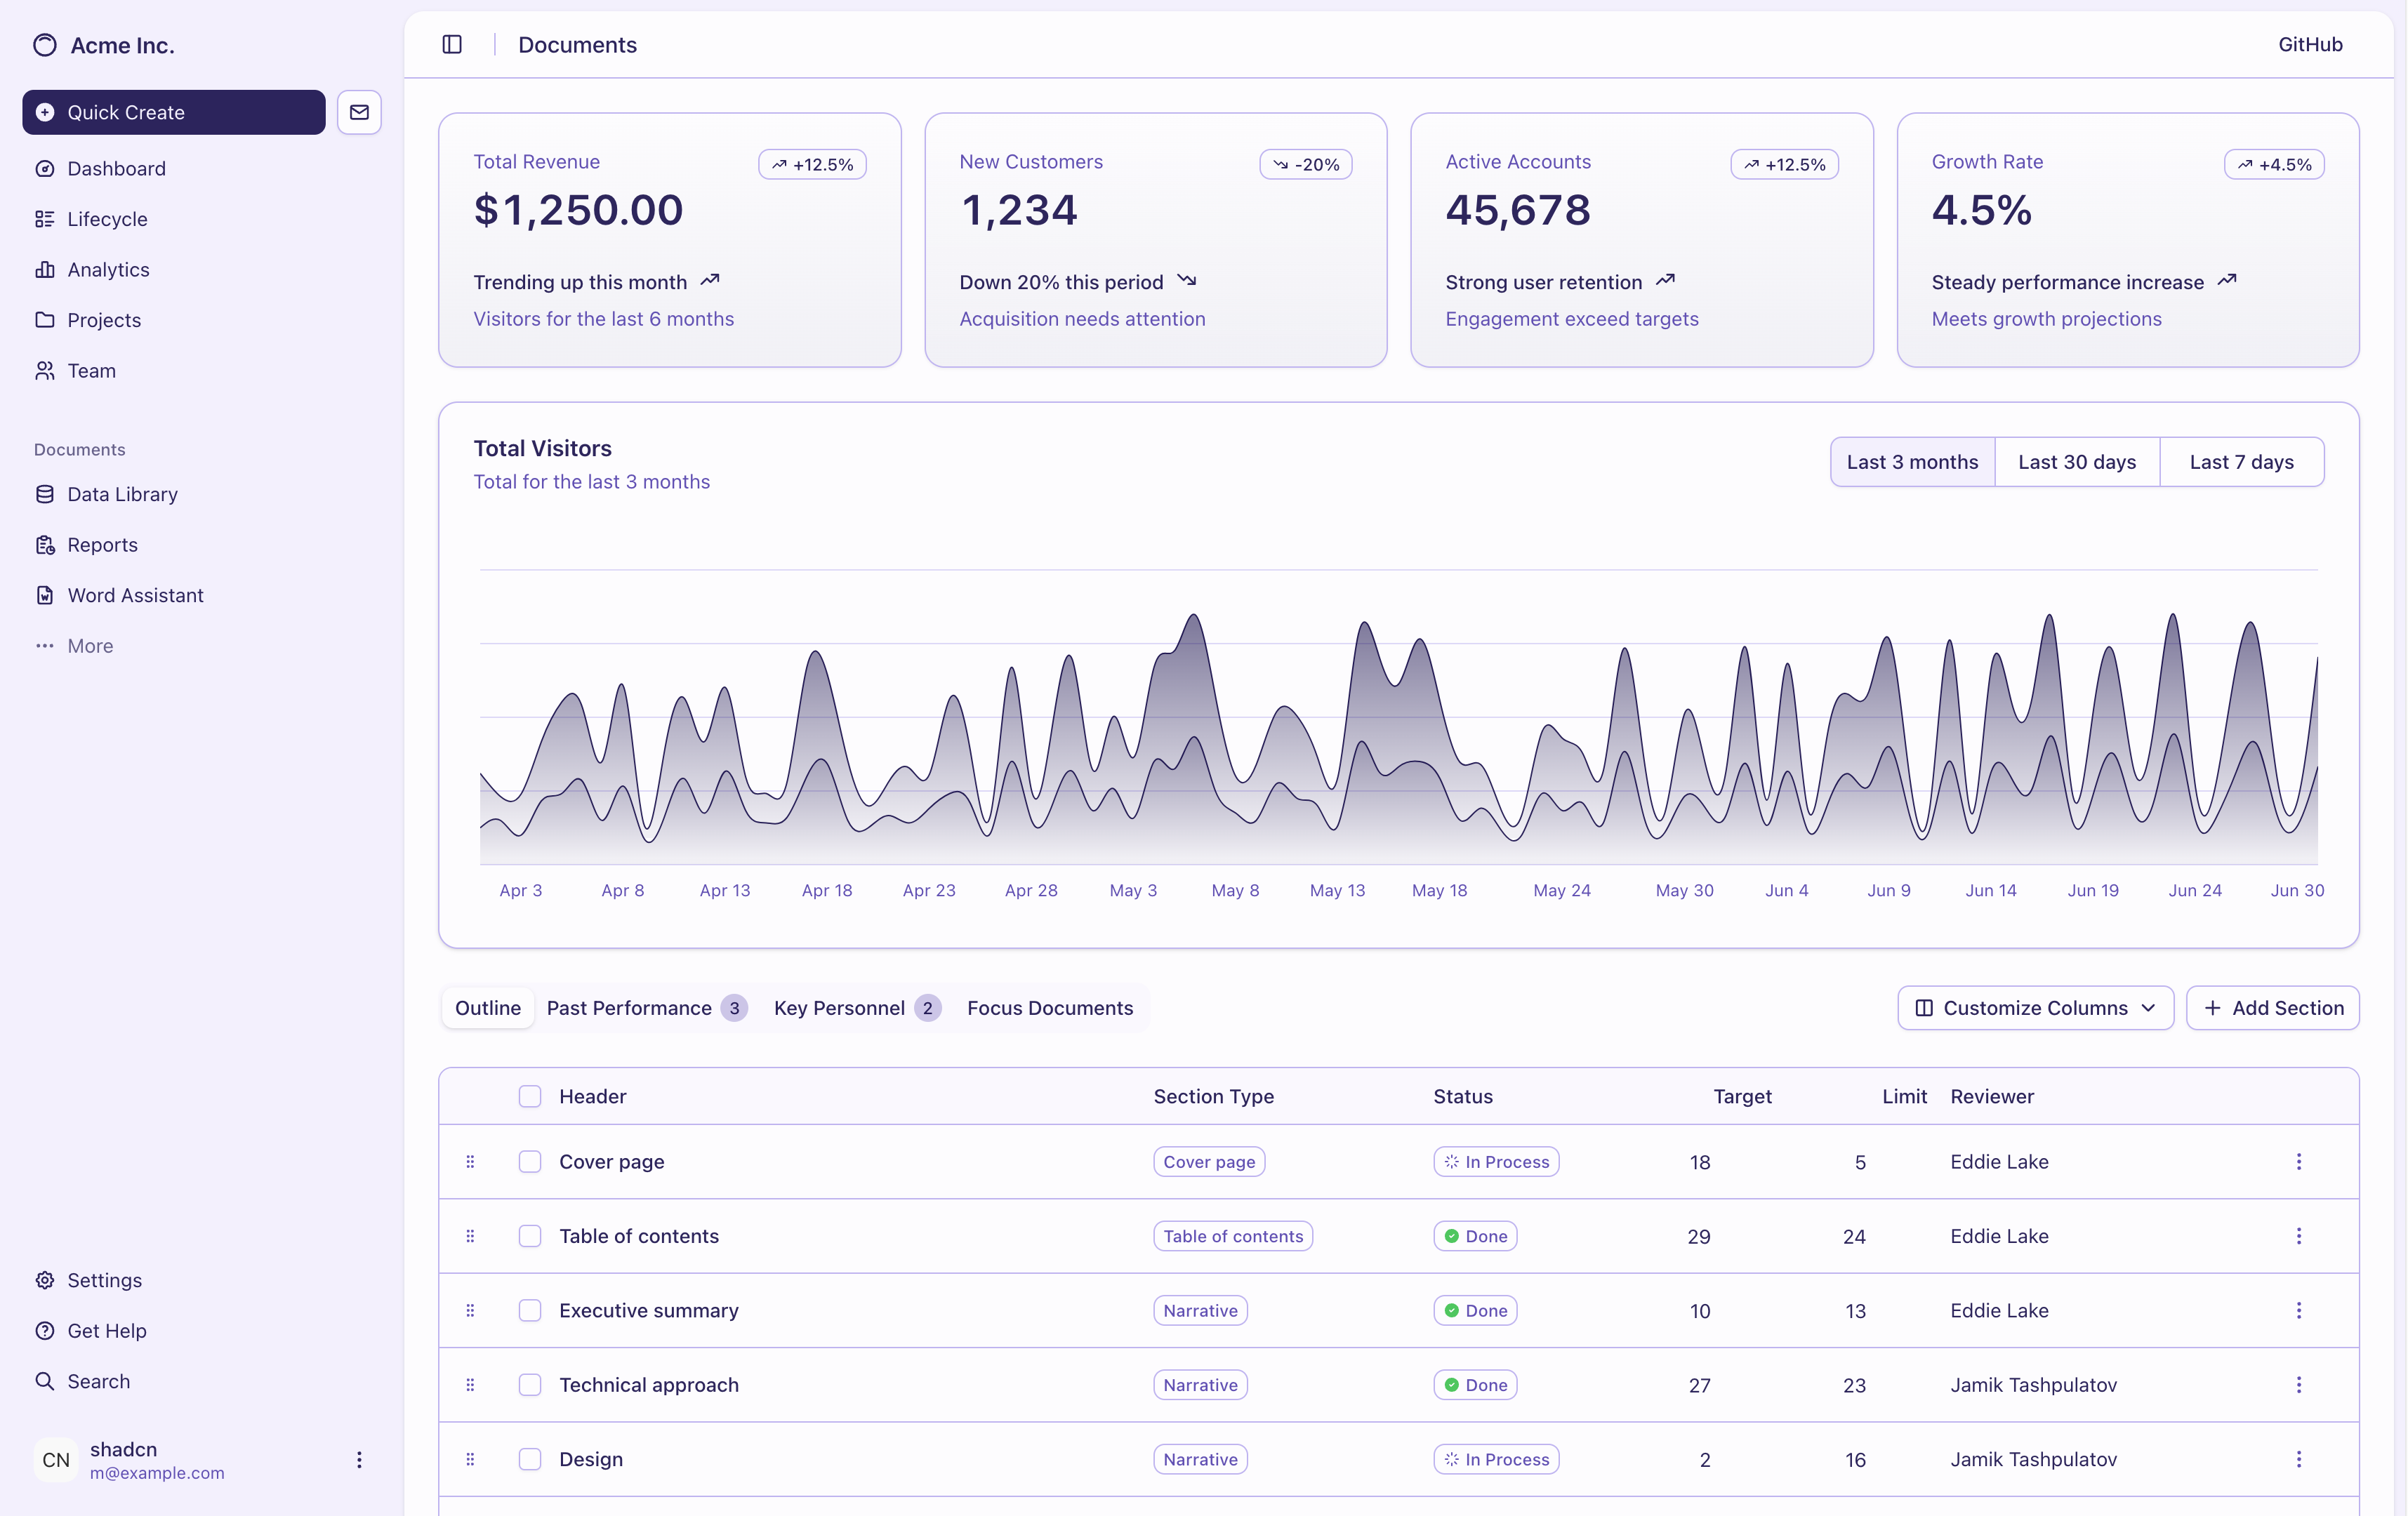 Acme Inc.
Quick Create
Dashboard
Lifecycle
Analytics
Projects
Team
Documents
Data Library
Reports
Word Assistant
More
Settings
Get Help
Search
CN
shadcn
m@example.com
Documents
GitHub
Total Revenue
+12.5%
$1,250.00
Trending up this month
Visitors for the last 6 months
New Customers
-20%
1,234
Down 20% this period
Acquisition needs attention
Active Accounts
+12.5%
45,678
Strong user retention
Engagement exceed targets
Growth Rate
+4.5%
4.5%
Steady performance increase
Meets growth projections
Total Visitors
Total for the last 3 months
Last 3 months Last 30 days Last 7 days
Apr 3 Apr 8 Apr 13 Apr 18 Apr 23 Apr 28 May 3 May 8 May 13 May 18 May 24 May 30 Jun 4 Jun 9 Jun 14 Jun 19 Jun 24 Jun 30
Outline Past Performance 3 Key Personnel 2 Focus Documents
Customize Columns Add Section
Header Section Type Status Target Limit Reviewer
Cover page Cover page In Process 18 5 Eddie Lake
Table of contents Table of contents Done 29 24 Eddie Lake
Executive summary Narrative Done 10 13 Eddie Lake
Technical approach Narrative Done 27 23 Jamik Tashpulatov
Design Narrative In Process 2 16 Jamik Tashpulatov